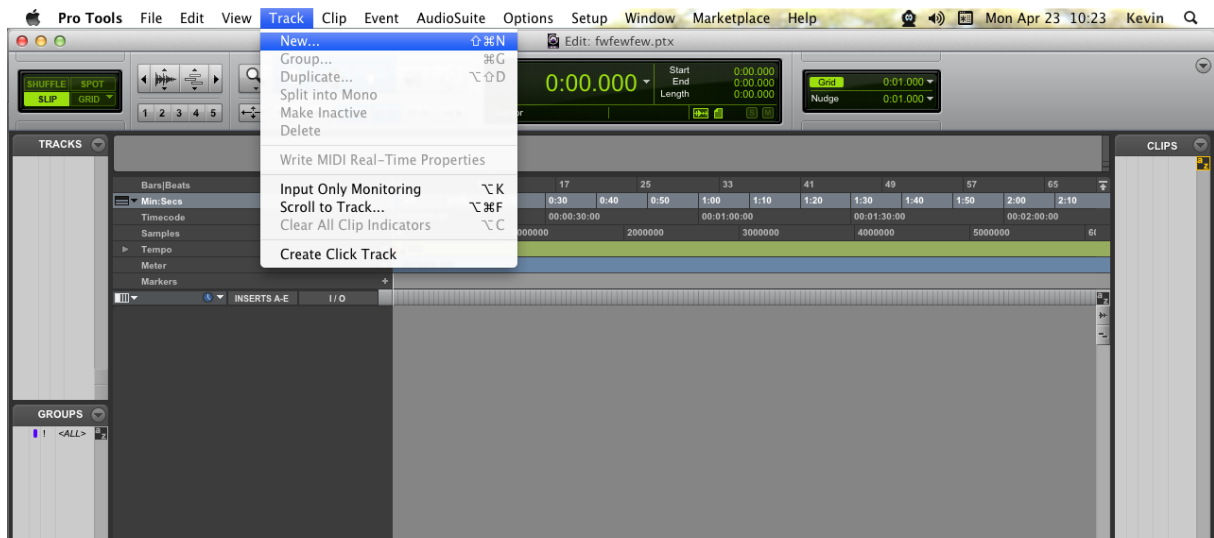 Pro Tools File Edit View Track Clip Event AudioSuite Options Setup Window Marketplace Help Mon Apr 23 10:23 Kevin
Edit: fwfewfew.ptx
New... ⇧⌘N
Group... ⌘G
Duplicate... ⌥⇧D
Split into Mono
Make Inactive
Delete
Write MIDI Real-Time Properties
Input Only Monitoring ⌥K
Scroll to Track... ⌥⌘F
Clear All Clip Indicators ⌥C
Create Click Track
SHUFFLE SPOT
SLIP GRID
1 2 3 4 5
0:00.000
Start 0:00.000
End 0:00.000
Length 0:00.000
Grid 0:01.000
Nudge 0:01.000
TRACKS
CLIPS
Bars|Beats 17 25 33 41 49 57 65
Min:Secs 0:30 0:40 0:50 1:00 1:10 1:20 1:30 1:40 1:50 2:00 2:10
Timecode 00:00:30:00 00:01:00:00 00:01:30:00 00:02:00:00
Samples 2000000 3000000 4000000 5000000
Tempo
Meter
Markers +
INSERTS A-E I / O
GROUPS
! <ALL>
a z